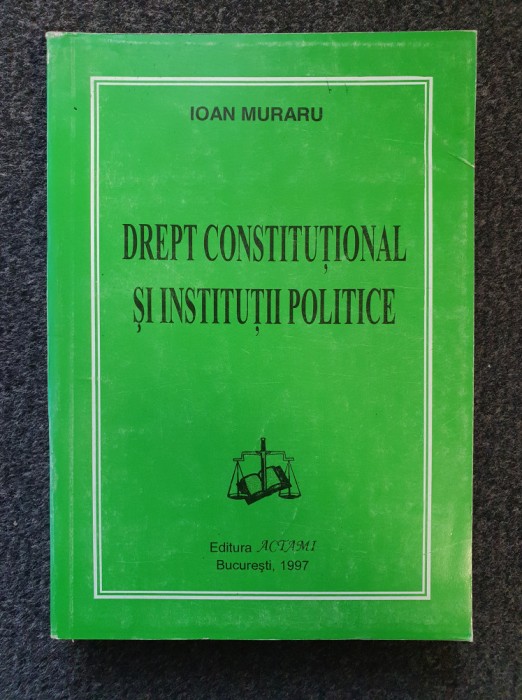 IOAN MURARU
DREPT CONSTITUȚIONAL
ȘI INSTITUȚII POLITICE
Editura ACTAMI
București, 1997